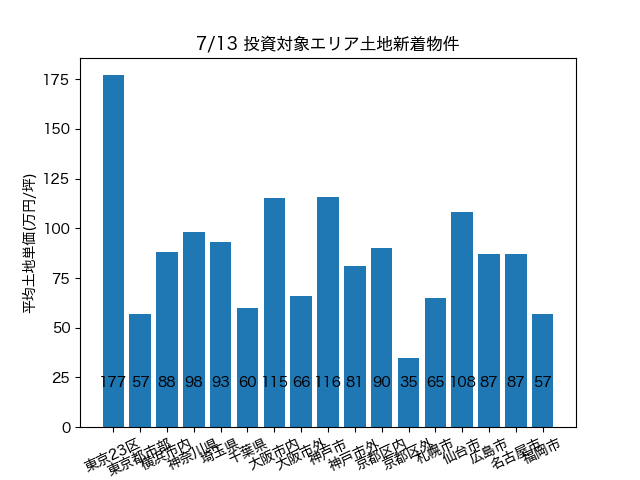 7/13 投資対象エリア土地新着物件
平均土地単価(万円/坪)
175
150
125
100
75
50
25
0
177 57 88 98 93 60 115 66 116 81 90 35 65 108 87 87 57
東京23区
東京都市部
横浜市内
神奈川県
埼玉県
千葉県
大阪市内
大阪市外
神戸市
神戸市外
京都区内
京都区外
札幌市
仙台市
広島市
名古屋市
福岡市